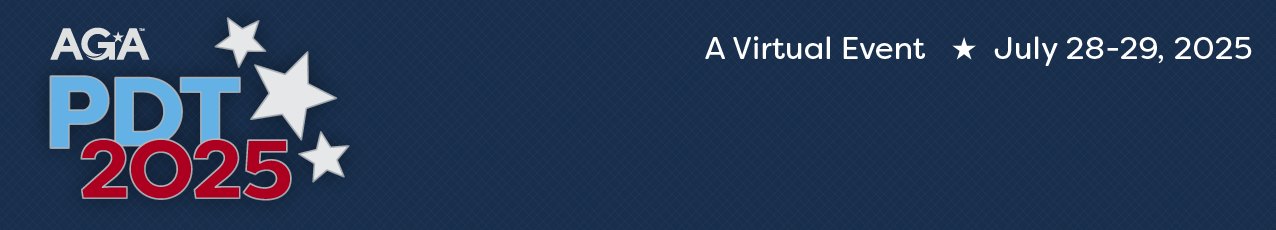 AGA™
PDT
2025
A Virtual Event ★ July 28-29, 2025